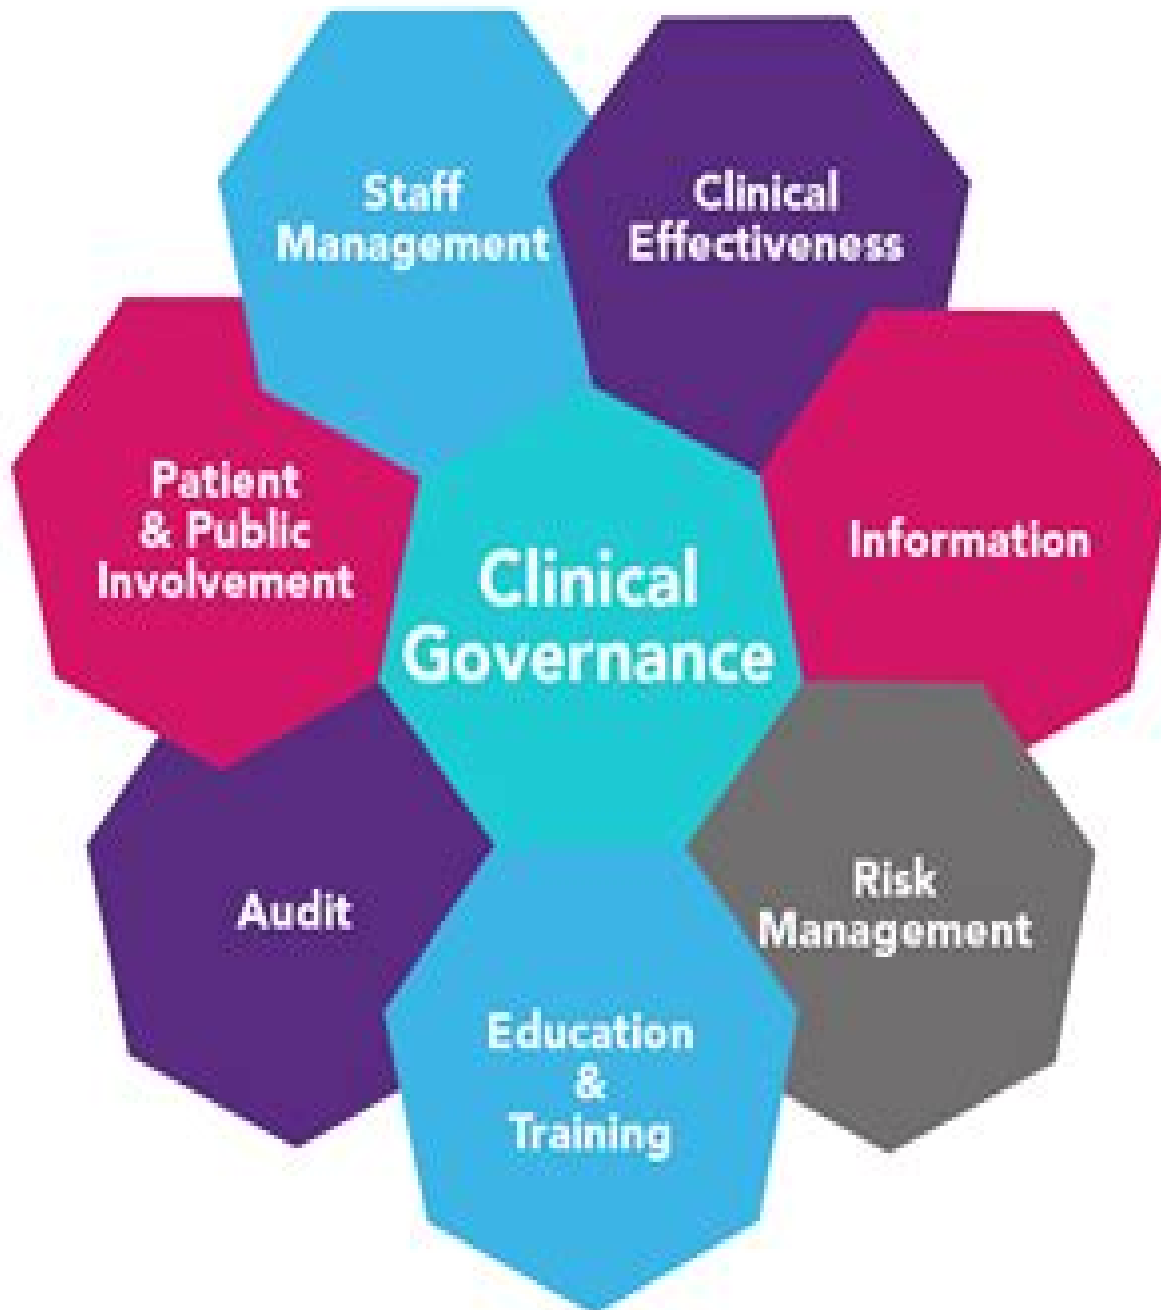 Staff
Management
Clinical
Effectiveness
Patient
& Public
Involvement
Clinical
Governance
Information
Audit
Risk
Management
Education
&
Training